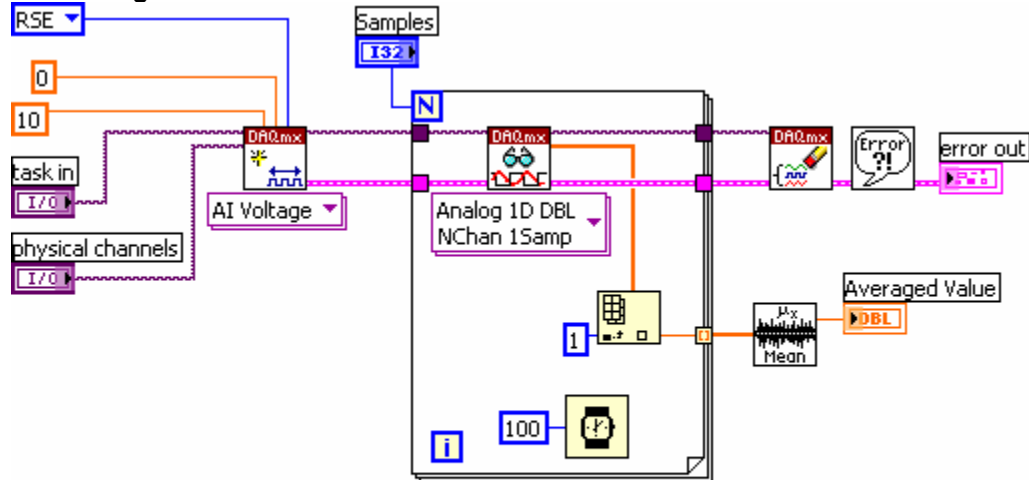 RSE
Samples
I32
0
N
10
DAQmx
DAQmx
DAQmx
Error
?!
error out
task in
I/O
AI Voltage
Analog 1D DBL
NChan 1Samp
physical channels
I/O
Averaged Value
DBL
μx
Mean
1
100
i